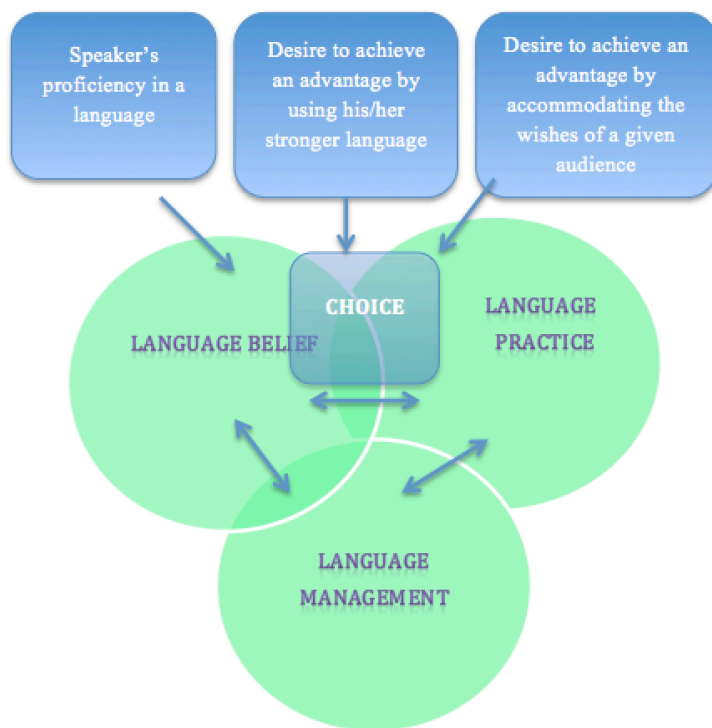 Speaker's
proficiency in a
language
Desire to achieve
an advantage by
using his/her
stronger language
Desire to achieve an
advantage by
accommodating the
wishes of a given
audience
CHOICE
LANGUAGE BELIEF
LANGUAGE
PRACTICE
LANGUAGE
MANAGEMENT